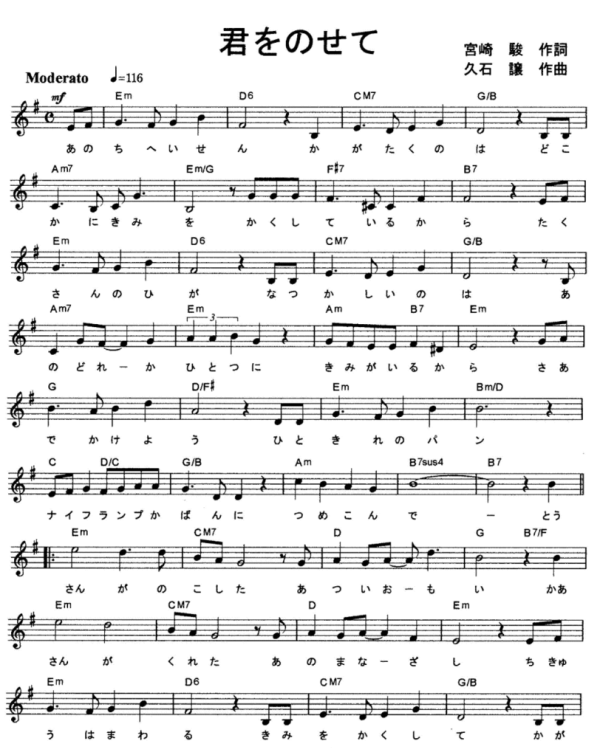 君をのせて
宮崎 駿 作詞
久石 譲 作曲
Moderato ♩=116
mf
Em D6 CM7 G/B
あのちへいせん かがたくのは どこ
Am7 Em/G F#7 B7
かにきみを かくしているから たく
Em D6 CM7 G/B
さんのひが なつかしいのは あ
Am7 Em Am B7 Em
3
のどれーか ひとつに きみがいるから さあ
G D/F# Em Bm/D
でかけよう ひときれのパン
C D/C G/B Am B7sus4 B7
ナイフランプかばんに つめこんでー とう
Em CM7 D G B7/F
さんがのこした あついおーもい かあ
Em CM7 D Em
さんがくれた あのまなーざし ちきゅ
Em D6 CM7 G/B
うはまわる きみをかくして かが